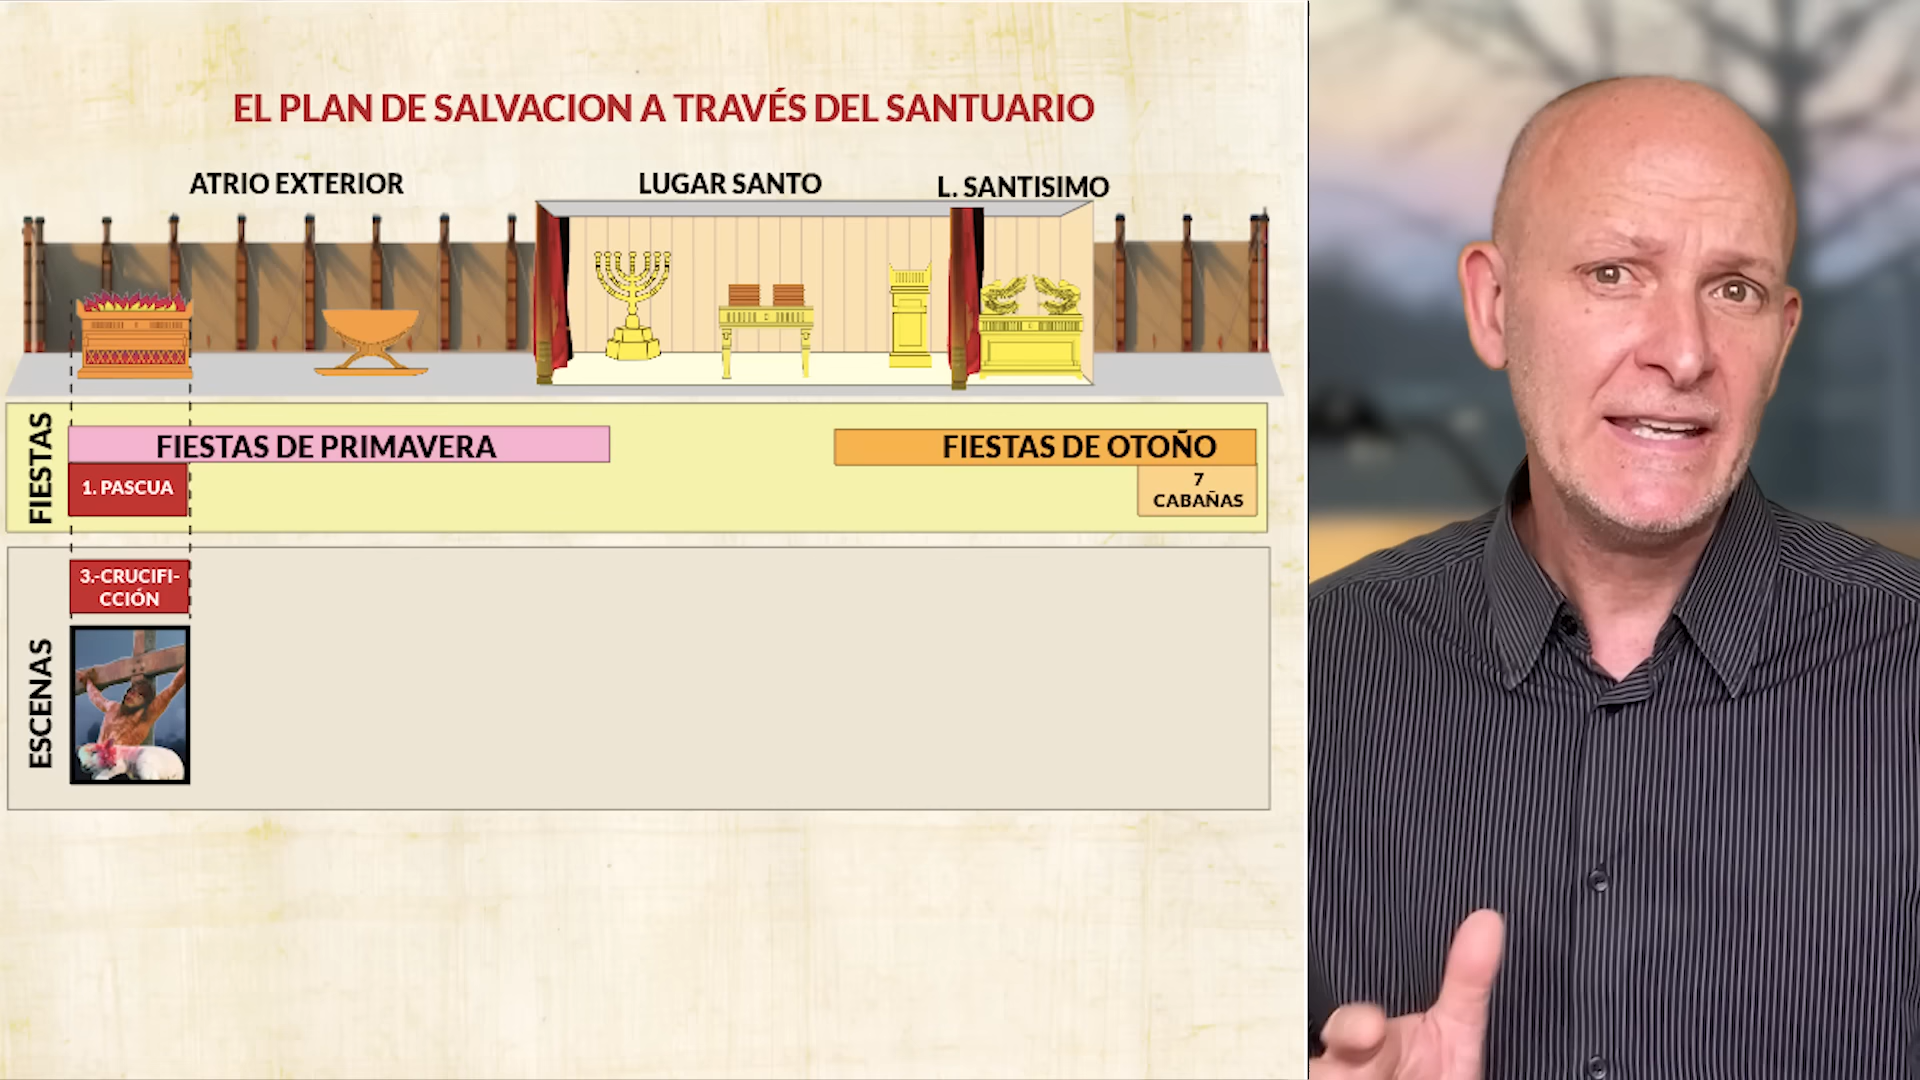 EL PLAN DE SALVACION A TRAVÉS DEL SANTUARIO
ATRIO EXTERIOR
LUGAR SANTO
L. SANTISIMO
FIESTAS
FIESTAS DE PRIMAVERA
FIESTAS DE OTOÑO
1. PASCUA
7
CABAÑAS
ESCENAS
3.-CRUCIFI-
CCIÓN